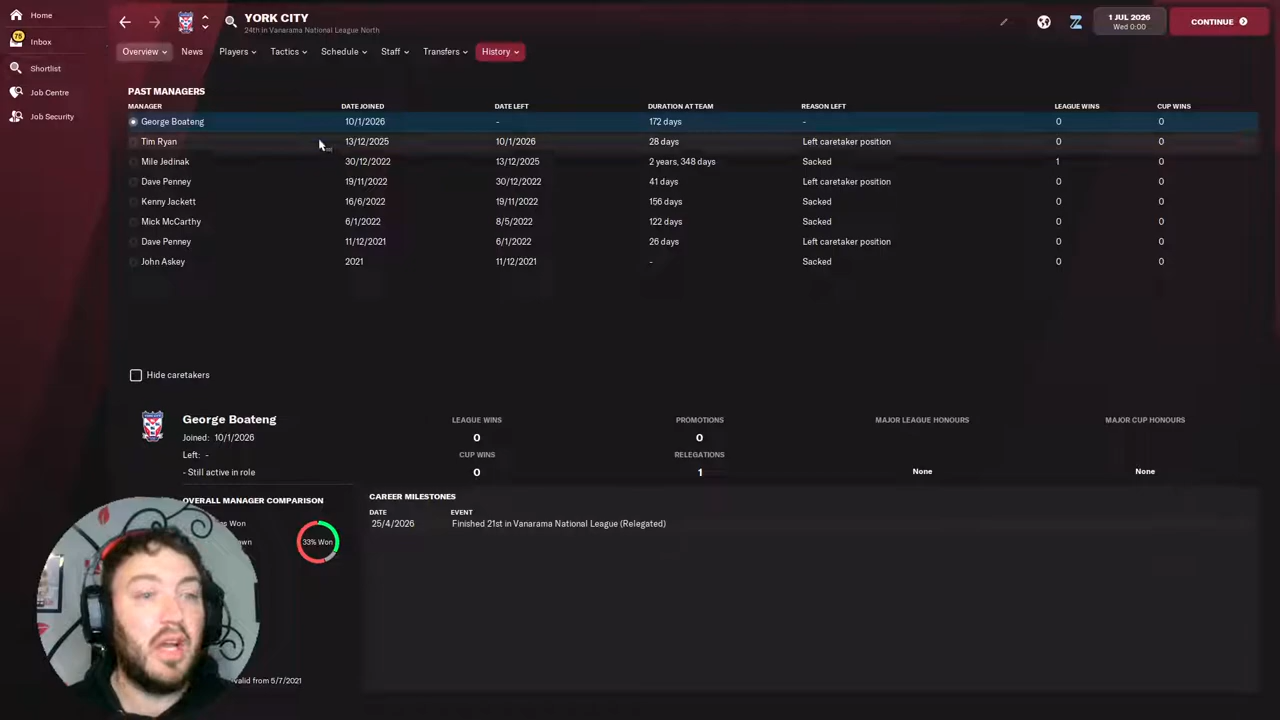 Home
YORK CITY
24th in Vanarama National League North
1 JUL 2026
Wed 0:00
CONTINUE
75
Inbox
Overview News Players Tactics Schedule Staff Transfers History
Shortlist
Job Centre
Job Security
PAST MANAGERS
MANAGER DATE JOINED DATE LEFT DURATION AT TEAM REASON LEFT LEAGUE WINS CUP WINS
George Boateng 10/1/2026 - 172 days - 0 0
Tim Ryan 13/12/2025 10/1/2026 28 days Left caretaker position 0 0
Mile Jedinak 30/12/2022 13/12/2025 2 years, 348 days Sacked 1 0
Dave Penney 19/11/2022 30/12/2022 41 days Left caretaker position 0 0
Kenny Jackett 16/6/2022 19/11/2022 156 days Sacked 0 0
Mick McCarthy 6/1/2022 8/5/2022 122 days Sacked 0 0
Dave Penney 11/12/2021 6/1/2022 26 days Left caretaker position 0 0
John Askey 2021 11/12/2021 - Sacked 0 0
Hide caretakers
George Boateng
Joined: 10/1/2026
Left: -
- Still active in role
LEAGUE WINS PROMOTIONS MAJOR LEAGUE HONOURS MAJOR CUP HONOURS
0 0
CUP WINS RELEGATIONS
0 1 None None
OVERALL MANAGER COMPARISON
33% Won
CAREER MILESTONES
DATE EVENT
25/4/2026 Finished 21st in Vanarama National League (Relegated)
Won
from 5/7/2021